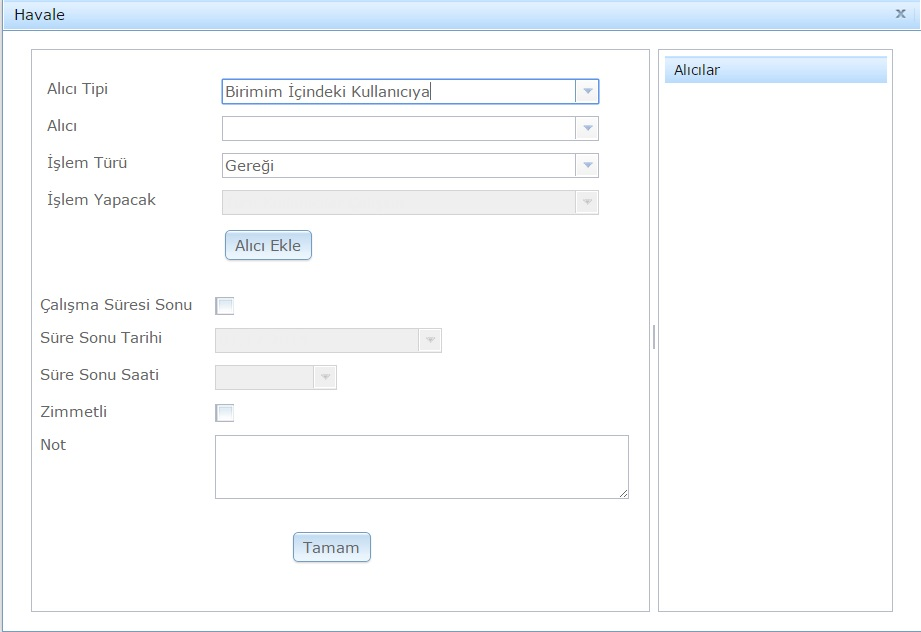 Havale
Alıcı Tipi
Birimim İçindeki Kullanıcıya
Alıcı
İşlem Türü
Gereği
İşlem Yapacak
Alıcı Ekle
Çalışma Süresi Sonu
Süre Sonu Tarihi
Süre Sonu Saati
Zimmetli
Not
Tamam
Alıcılar